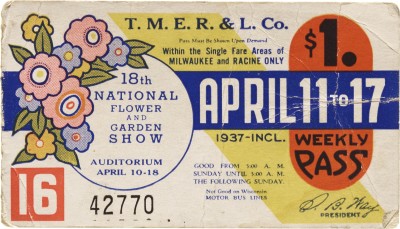 T. M. E. R. & L. Co.
Pass Must Be Shown Upon Demand
Within the Single Fare Areas of
MILWAUKEE and RACINE ONLY
$1.
18th
NATIONAL
FLOWER
AND
GARDEN
SHOW
AUDITORIUM
APRIL 10-18
APRIL 11 TO 17
1937-INCL.
WEEKLY
PASS
GOOD FROM 5:00 A. M.
SUNDAY UNTIL 5:00 A. M.
THE FOLLOWING SUNDAY.
Not Good on Wisconsin
MOTOR BUS LINES
16
42770
S. B. Way
PRESIDENT